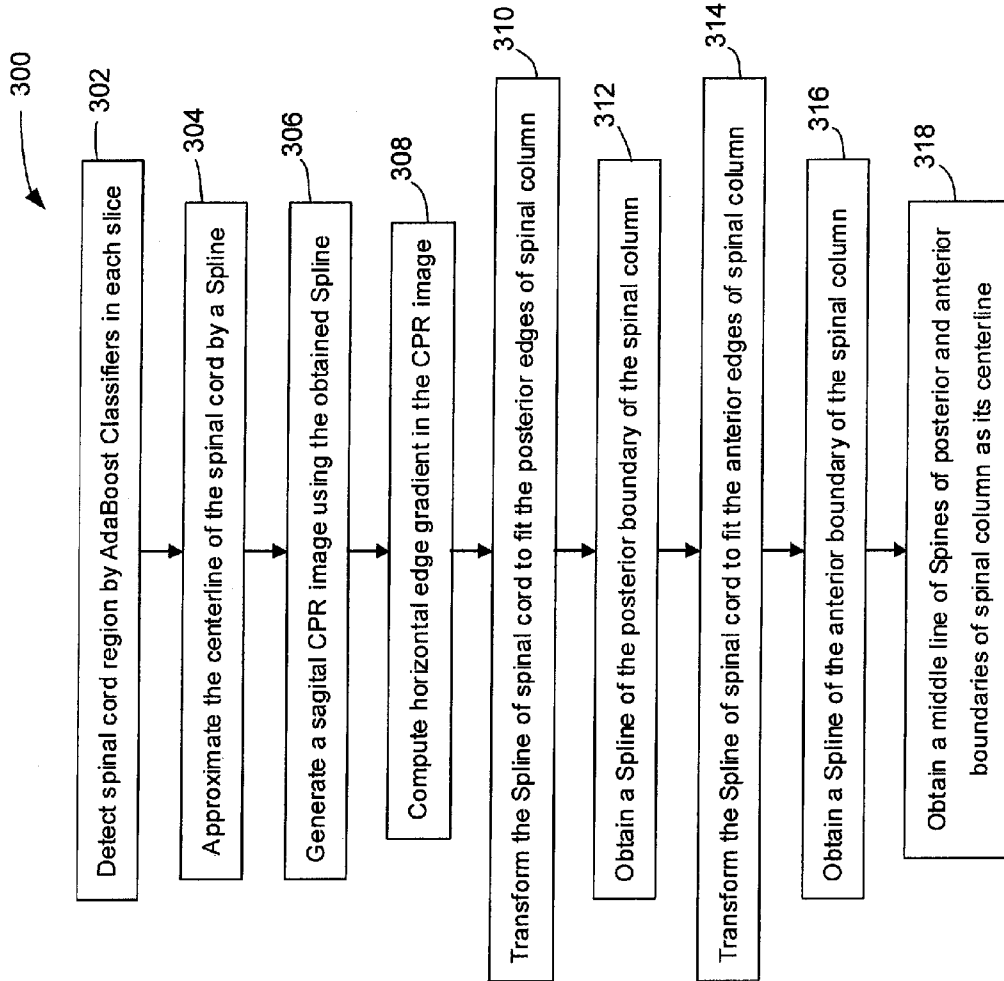 300
302
Detect spinal cord region by AdaBoost Classifiers in each slice
304
Approximate the centerline of the spinal cord by a Spline
306
Generate a sagital CPR image using the obtained Spline
308
Compute horizontal edge gradient in the CPR image
310
Transform the Spline of spinal cord to fit the posterior edges of spinal column
312
Obtain a Spline of the posterior boundary of the spinal column
314
Transform the Spline of spinal cord to fit the anterior edges of spinal column
316
Obtain a Spline of the anterior boundary of the spinal column
318
Obtain a middle line of Spines of posterior and anterior
boundaries of spinal column as its centerline